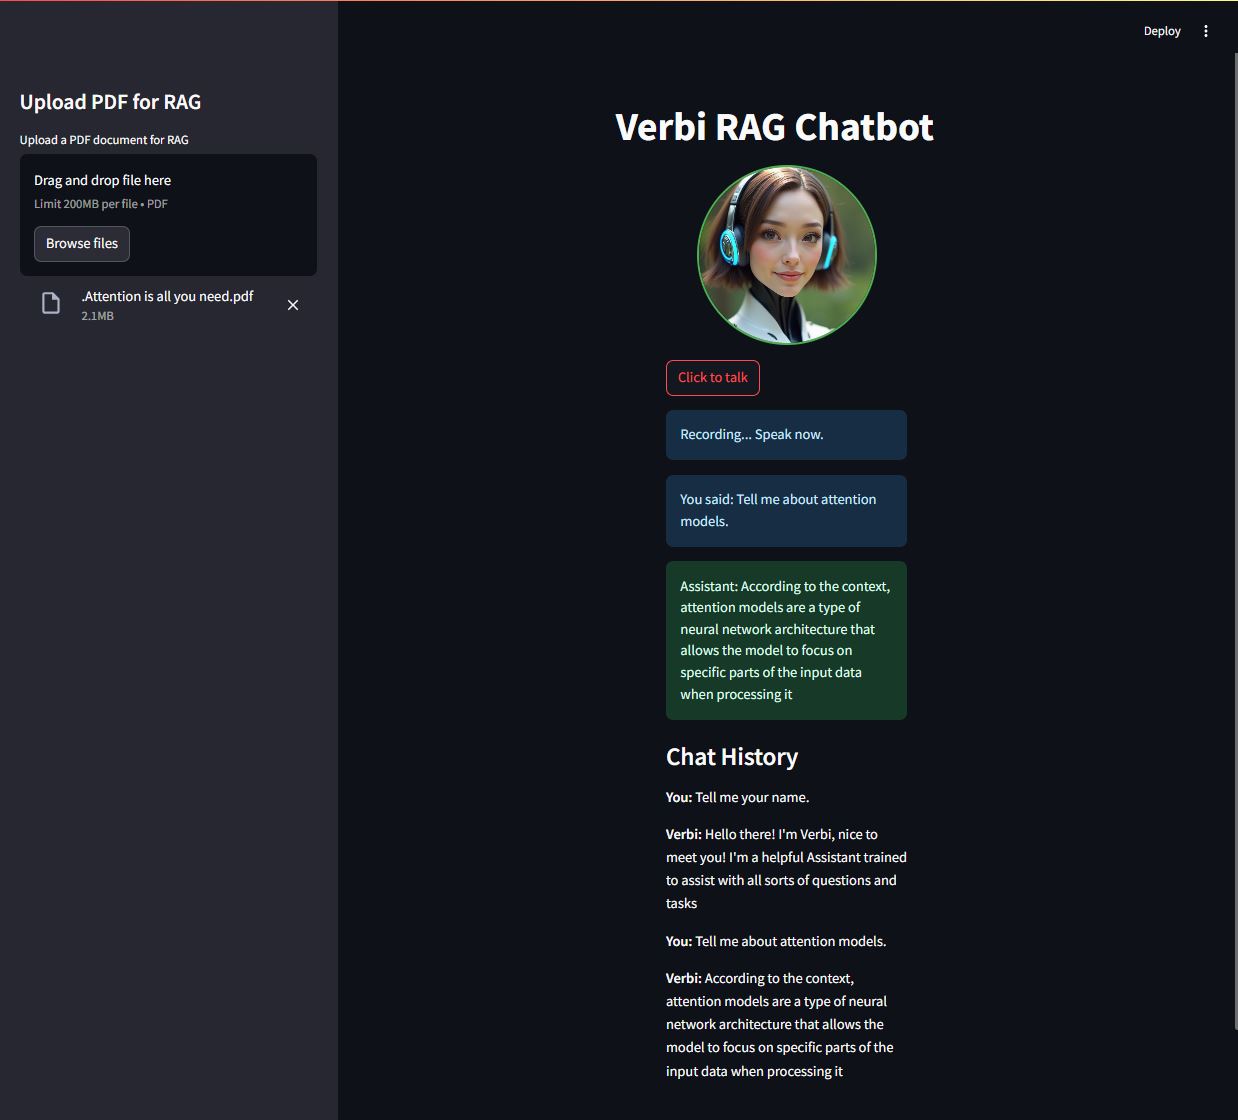 Deploy
Upload PDF for RAG
Upload a PDF document for RAG
Drag and drop file here
Limit 200MB per file • PDF
Browse files
.Attention is all you need.pdf
2.1MB
Verbi RAG Chatbot
Click to talk
Recording... Speak now.
You said: Tell me about attention
models.
Assistant: According to the context,
attention models are a type of
neural network architecture that
allows the model to focus on
specific parts of the input data
when processing it
Chat History
You: Tell me your name.
Verbi: Hello there! I'm Verbi, nice to
meet you! I'm a helpful Assistant trained
to assist with all sorts of questions and
tasks
You: Tell me about attention models.
Verbi: According to the context,
attention models are a type of neural
network architecture that allows the
model to focus on specific parts of the
input data when processing it